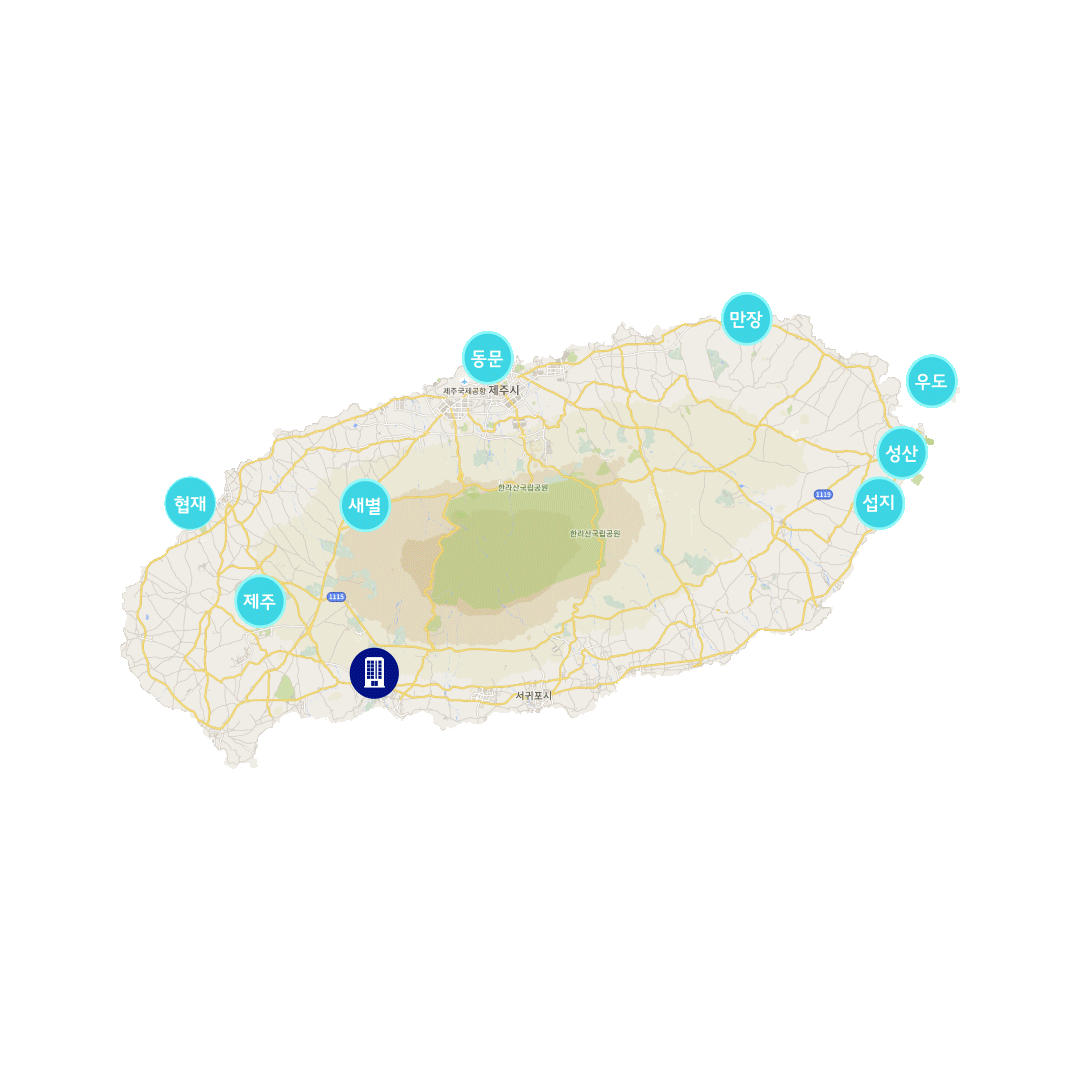 만장
동문
우도
제주국제공항 제주시
성산
한라산국립공원
1119
협재
새별
섭지
한라산국립공원
1115
제주
서귀포시